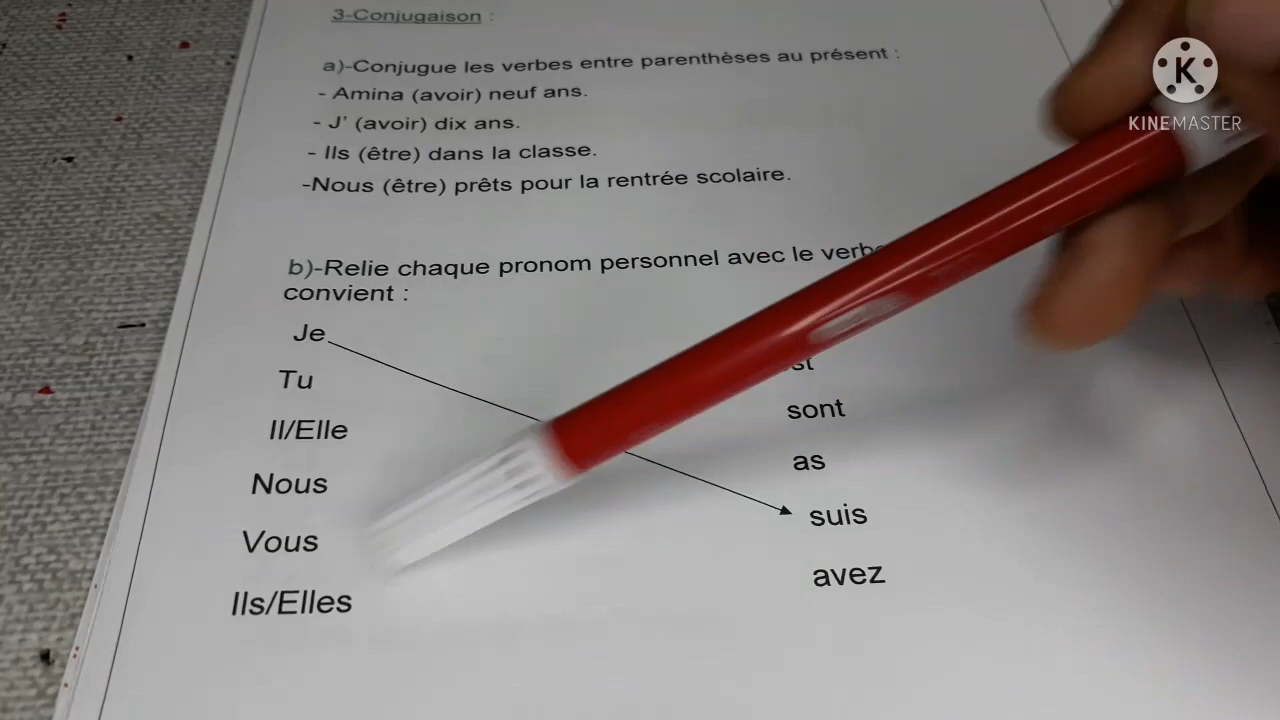 3-Conjugaison :
a)-Conjugue les verbes entre parenthèses au présent :
- Amina (avoir) neuf ans.
- J' (avoir) dix ans.
- Ils (être) dans la classe.
-Nous (être) prêts pour la rentrée scolaire.
b)-Relie chaque pronom personnel avec le
convient :
Je
Tu
Il/Elle
sont
as
Nous
suis
Vous
avez
Ils/Elles
KINEMASTER